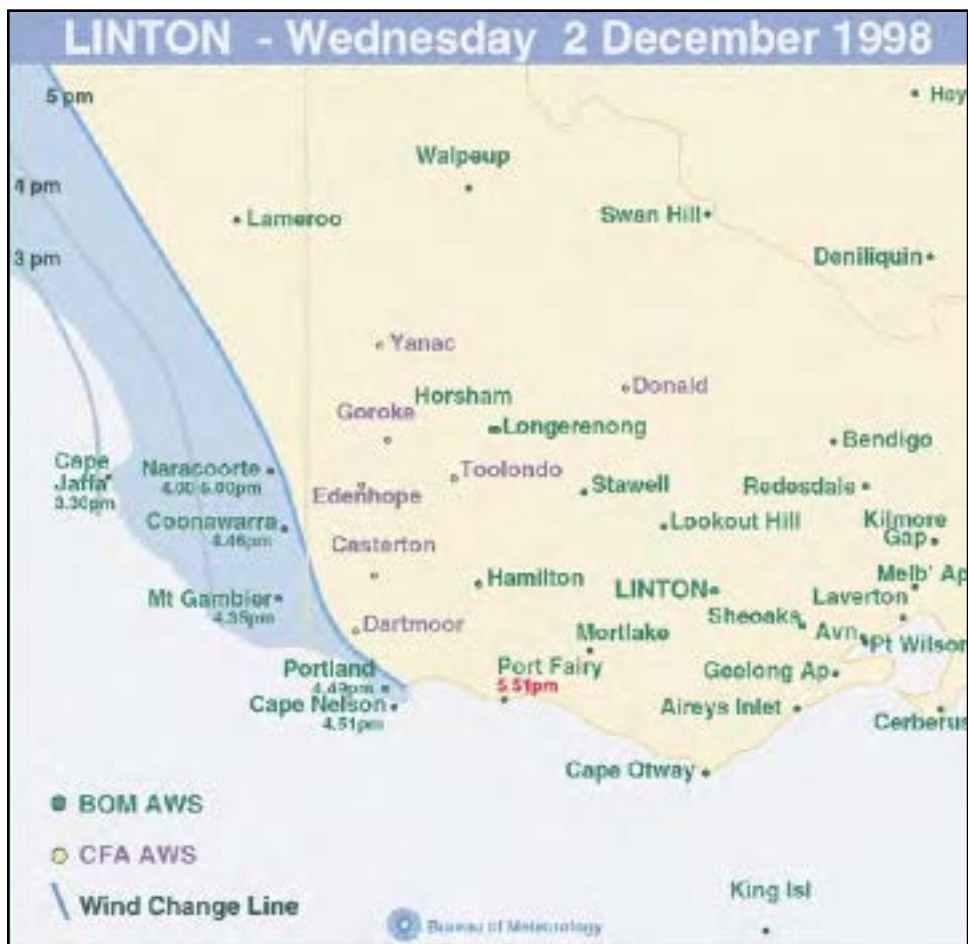 LINTON - Wednesday 2 December 1998
5 pm
Hay
Walpeup
4 pm
Lameroo
Swan Hill
3 pm
Deniliquin
Yanac
Donald
Horsham
Goroke
Longerenong
Bendigo
Cape
Jaffa
3.30pm
Naracoorte
4.00-5.00pm
Toolondo
Edenhope
Stawell
Redesdale
Coonawarra
4.46pm
Lookout Hill
Kilmore
Gap
Casterton
Hamilton
LINTON
Melb' Ap
Laverton
Mt Gambier
4.35pm
Dartmoor
Mortlake
Sheoaks
Avn
Pt Wilson
Portland
4.49pm
Port Fairy
5.51pm
Geelong Ap
Cape Nelson
4.51pm
Aireys Inlet
Cerberus
Cape Otway
BOM AWS
CFA AWS
King Isl
Wind Change Line
Bureau of Meteorology